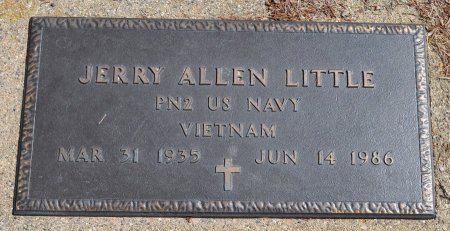 JERRY ALLEN LITTLE
PN2 US NAVY
VIETNAM
MAR 31 1935 JUN 14 1986